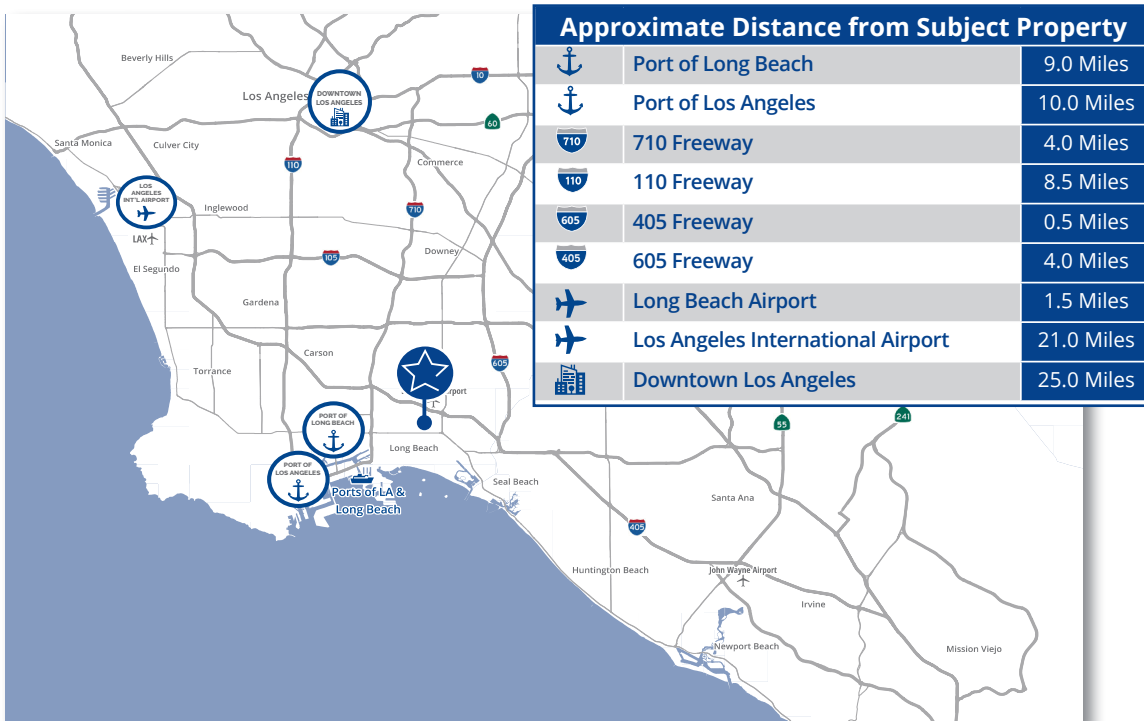 Approximate Distance from Subject Property
Port of Long Beach 9.0 Miles
Port of Los Angeles 10.0 Miles
710 710 Freeway 4.0 Miles
110 110 Freeway 8.5 Miles
605 405 Freeway 0.5 Miles
405 605 Freeway 4.0 Miles
Long Beach Airport 1.5 Miles
Los Angeles International Airport 21.0 Miles
Downtown Los Angeles 25.0 Miles
Beverly Hills
10
Los Angeles
DOWNTOWN
LOS ANGELES
60
Santa Monica
Culver City
110
Commerce
LOS
ANGELES
INT'L AIRPORT
Inglewood
710
LAX
Downey
105
El Segundo
Gardena
Carson
605
Torrance
PORT OF
LONG BEACH
55
241
Long Beach
PORT OF
LOS ANGELES
Seal Beach
Ports of LA &
Long Beach
Santa Ana
405
Huntington Beach
John Wayne Airport
Irvine
Newport Beach
Mission Viejo